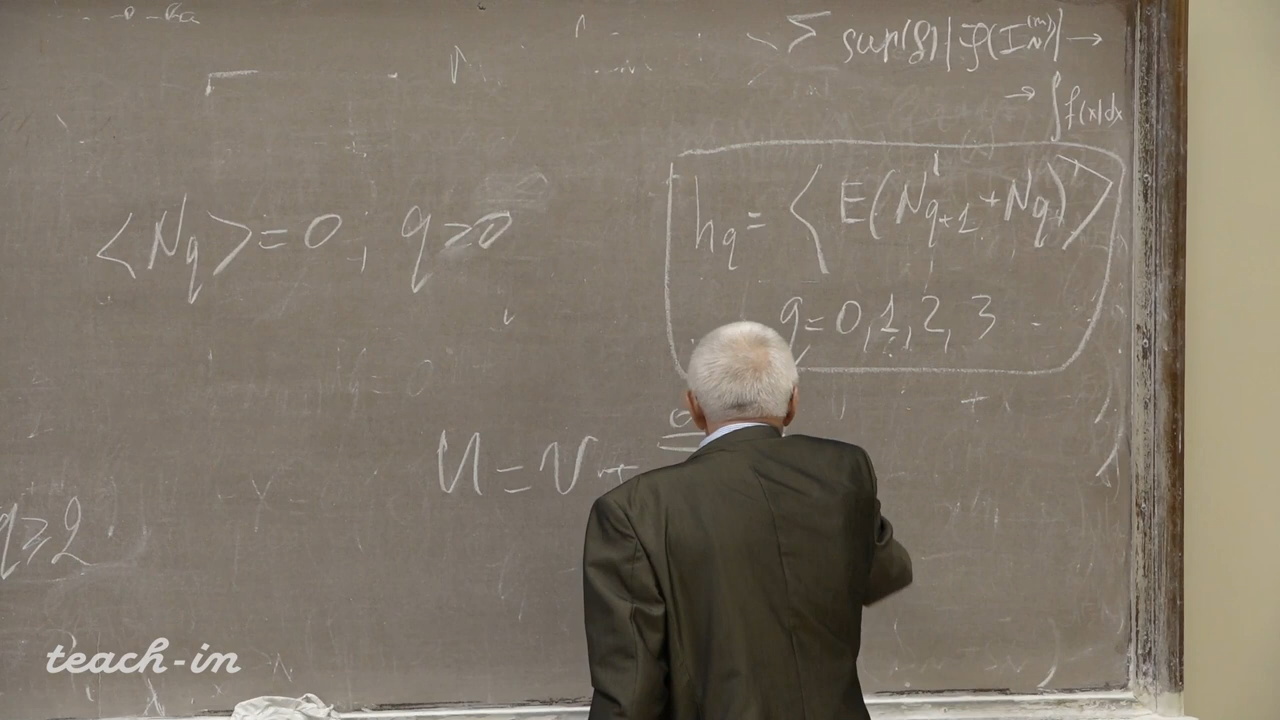 Σ sup(f) | φ(I_N^(m)) | →
→ ∫ f(x)dx
⟨N_q⟩ = 0 ; q ≥ 0
h_q = ⟨E(N_{q+1} + N_q)⟩
q = 0, 1, 2, 3 ...
U = v +
q ≥ 2
teach-in